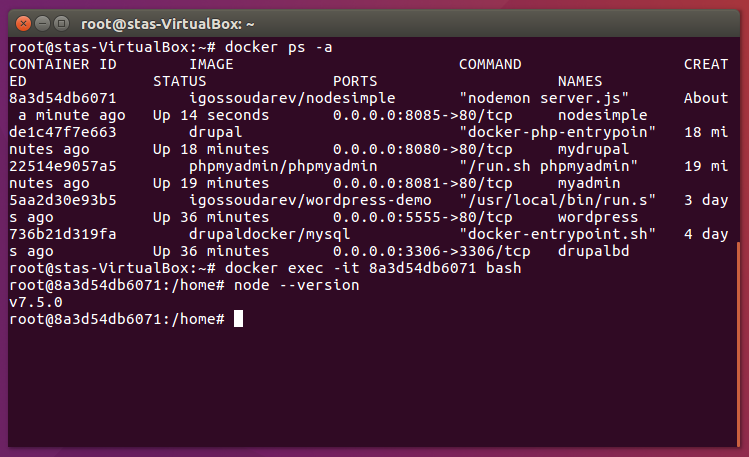 root@stas-VirtualBox: ~
root@stas-VirtualBox:~# docker ps -a
CONTAINER ID        IMAGE                         COMMAND                  CREAT
ED              STATUS              PORTS                    NAMES
8a3d54db6071        igossoudarev/nodesimple       "nodemon server.js"      About
 a minute ago   Up 14 seconds       0.0.0.0:8085->80/tcp     nodesimple
de1c47f7e663        drupal                        "docker-php-entrypoin"   18 mi
nutes ago       Up 18 minutes       0.0.0.0:8080->80/tcp     mydrupal
22514e9057a5        phpmyadmin/phpmyadmin         "/run.sh phpmyadmin"     19 mi
nutes ago       Up 19 minutes       0.0.0.0:8081->80/tcp     myadmin
5aa2d30e93b5        igossoudarev/wordpress-demo   "/usr/local/bin/run.s"   3 day
s ago           Up 36 minutes       0.0.0.0:5555->80/tcp     wordpress
736b21d319fa        drupaldocker/mysql            "docker-entrypoint.sh"   4 day
s ago           Up 36 minutes       0.0.0.0:3306->3306/tcp   drupalbd
root@stas-VirtualBox:~# docker exec -it 8a3d54db6071 bash
root@8a3d54db6071:/home# node --version
v7.5.0
root@8a3d54db6071:/home#